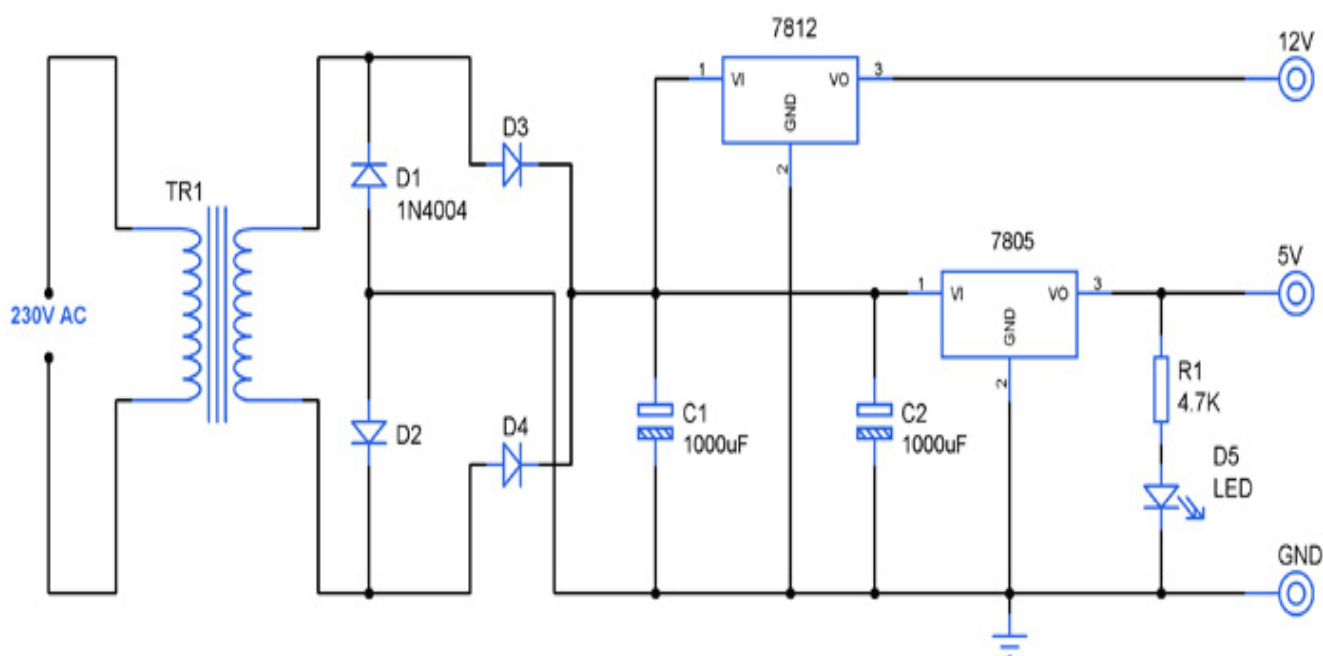 7812
12V
1
VI
VO
3
GND
2
D3
D1
1N4004
TR1
7805
5V
1
VI
VO
3
GND
2
230V AC
R1
4.7K
C1
1000uF
C2
1000uF
D2
D4
D5
LED
GND